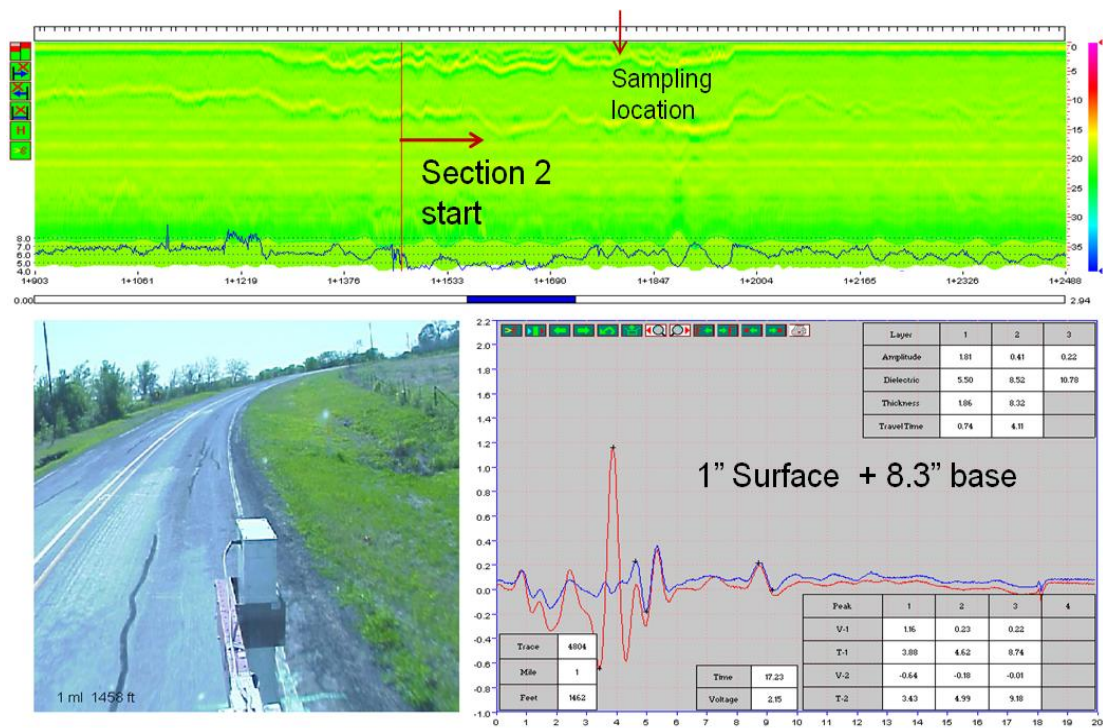 Sampling
location
Section 2
start
0
5
10
15
20
25
30
35
40
8.0
7.0
6.0
5.0
4.0
1+903 1+1061 1+1219 1+1376 1+1533 1+1690 1+1847 1+2004 1+2165 1+2326 1+2488
0.00 2.94
1 ml 1458 ft
2.2
2.0
1.8
1.6
1.4
1.2
1.0
0.8
0.6
0.4
0.2
0.0
-0.2
-0.4
-0.6
-0.8
-1.0
Layer 1 2 3
Amplitude 1.81 0.41 0.22
Dielectric 5.50 8.52 10.78
Thickness 1.86 8.32
Travel Time 0.74 4.11
1” Surface + 8.3” base
Trace 4804
Mile 1
Feet 1462
Time 17.23
Voltage 2.15
Peak 1 2 3 4
V-1 1.16 0.23 0.22
T-1 3.88 4.62 8.74
V-2 -0.64 -0.18 -0.01
T-2 3.43 4.99 9.18
0 1 2 3 4 5 6 7 8 9 10 11 12 13 14 15 16 17 18 19 20